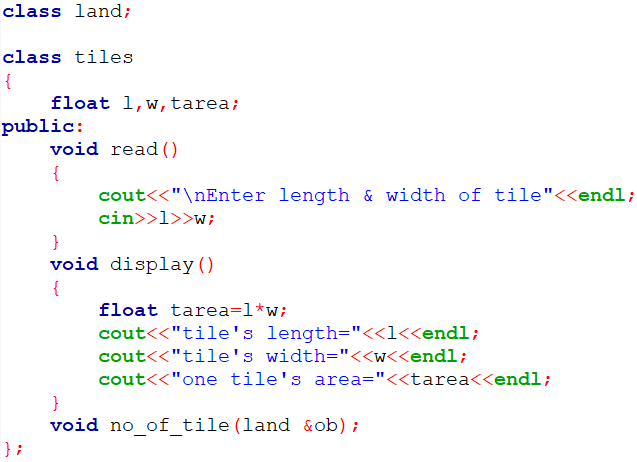 class land;
class tiles
{
    float l,w,tarea;
public:
    void read()
    {
        cout<<"\nEnter length & width of tile"<<endl;
        cin>>l>>w;
    }
    void display()
    {
        float tarea=l*w;
        cout<<"tile's length="<<l<<endl;
        cout<<"tile's width="<<w<<endl;
        cout<<"one tile's area="<<tarea<<endl;
    }
    void no_of_tile(land &ob);
};